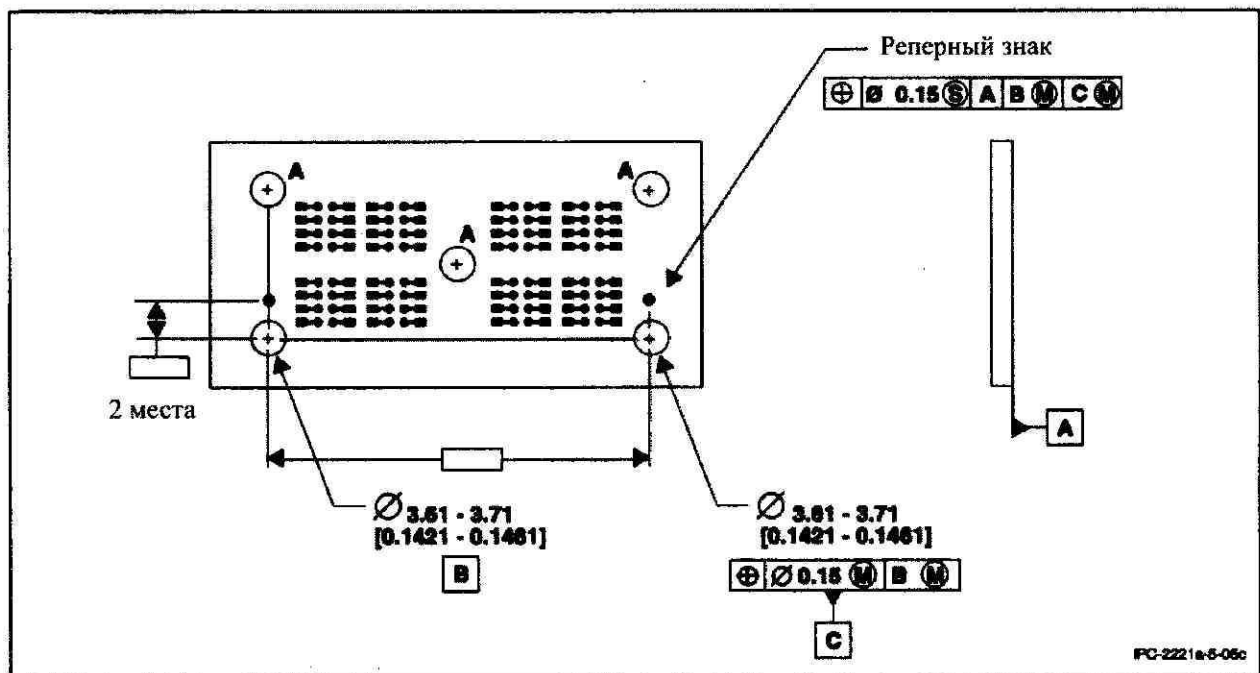 Реперный знак
⊕ Ø 0.15 Ⓢ A B Ⓜ C Ⓜ
A
A
A
2 места
A
Ø 3.61 - 3.71
[0.1421 - 0.1461]
B
Ø 3.61 - 3.71
[0.1421 - 0.1461]
⊕ Ø 0.15 Ⓜ B Ⓜ
C
IPC-2221a-5-05c